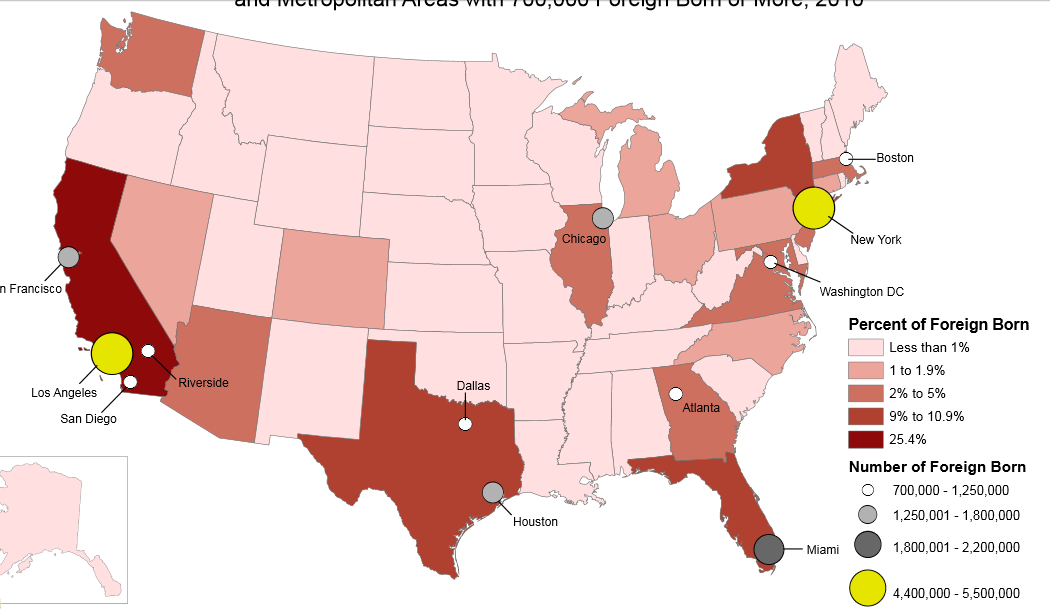 and Metropolitan Areas with 700,000 Foreign Born or More, 2010
Boston
New York
Chicago
Washington DC
n Francisco
Los Angeles
Riverside
San Diego
Dallas
Atlanta
Houston
Miami
Percent of Foreign Born
Less than 1%
1 to 1.9%
2% to 5%
9% to 10.9%
25.4%
Number of Foreign Born
700,000 - 1,250,000
1,250,001 - 1,800,000
1,800,001 - 2,200,000
4,400,000 - 5,500,000